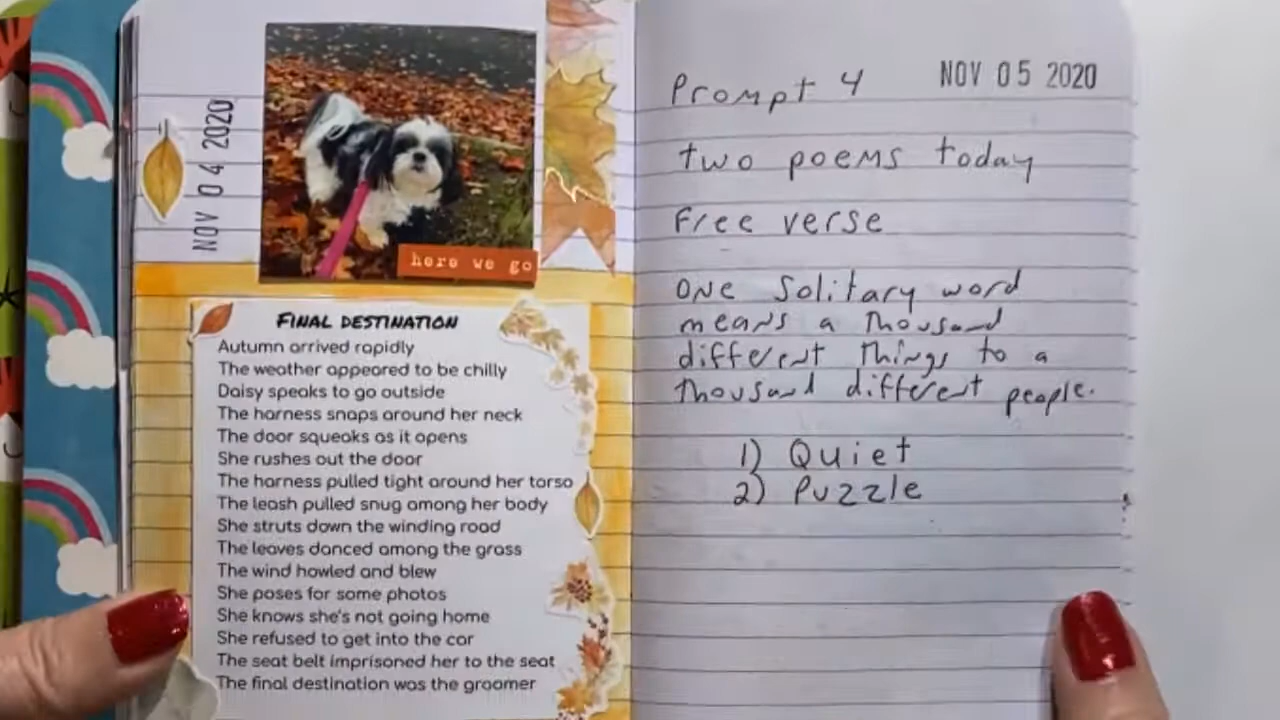 NOV 04 2020
here we go
FINAL DESTINATION
Autumn arrived rapidly
The weather appeared to be chilly
Daisy speaks to go outside
The harness snaps around her neck
The door squeaks as it opens
She rushes out the door
The harness pulled tight around her torso
The leash pulled snug among her body
She struts down the winding road
The leaves danced among the grass
The wind howled and blew
She poses for some photos
She knows she's not going home
She refused to get into the car
The seat belt imprisoned her to the seat
The final destination was the groomer
Prompt 4 NOV 05 2020
two poems today
Free verse
One Solitary word
means a Thousand
different Things to a
Thousand different people.
1) Quiet
2) Puzzle